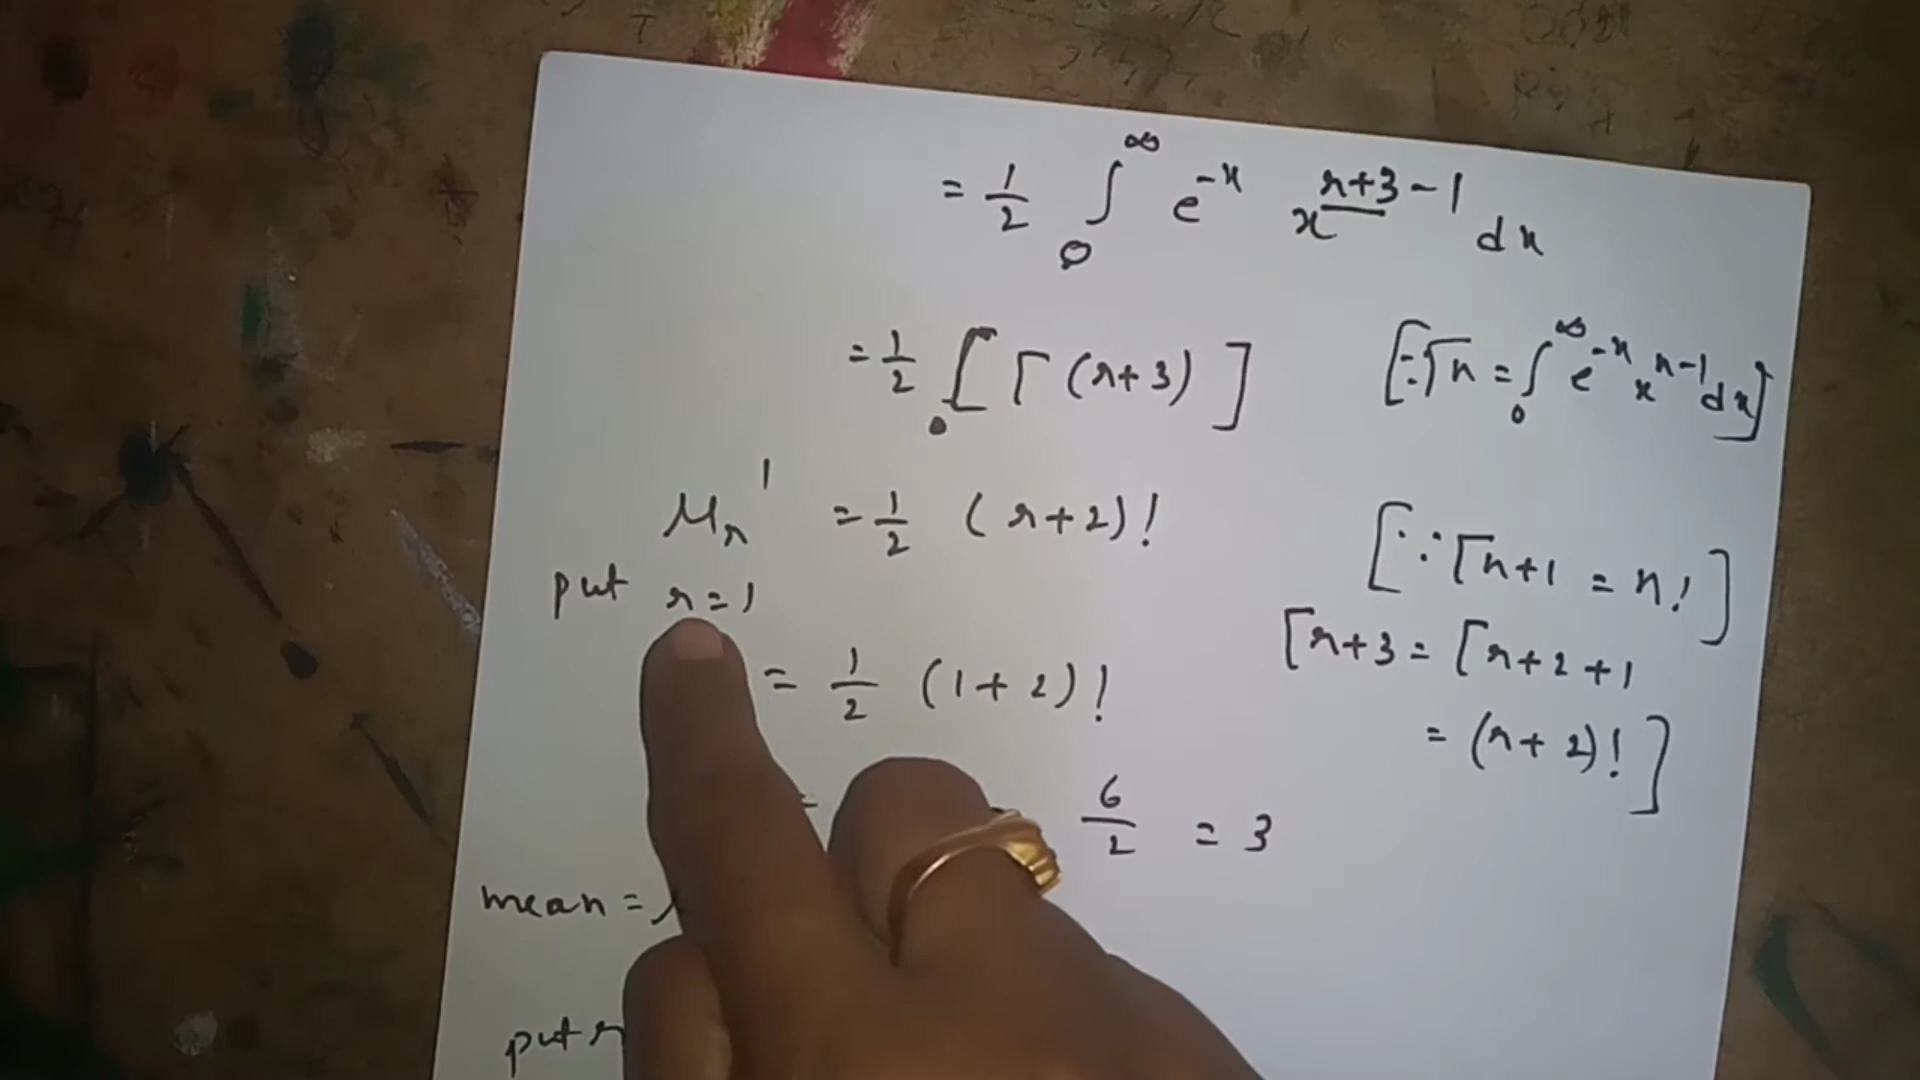 = 1/2 ∫₀^∞ e^{-x} x^{r+3-1} dx
= 1/2 [Γ(r+3)] [∵ Γn = ∫₀^∞ e^{-x} x^{n-1} dx]
μ_r' = 1/2 (r+2)! [∵ Γn+1 = n!]
put r=1
Γr+3 = Γr+2+1
= 1/2 (1+2)!
= (r+2)!]
= 6/2 = 3
mean =
put r